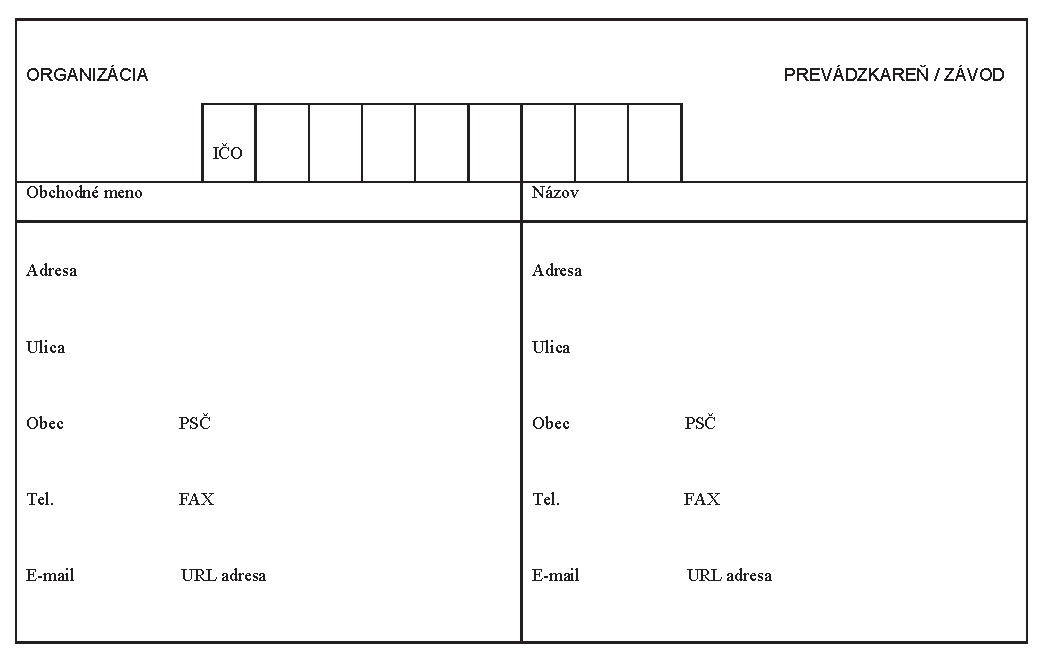 ORGANIZÁCIA PREVÁDZKAREŇ / ZÁVOD
IČO
Obchodné meno Názov
Adresa Adresa
Ulica Ulica
Obec PSČ Obec PSČ
Tel. FAX Tel. FAX
E-mail URL adresa E-mail URL adresa